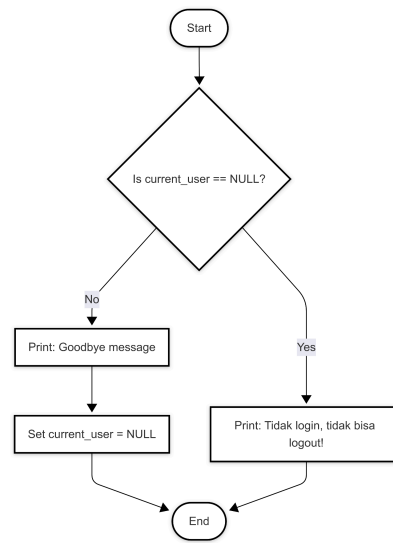 Start
Is current_user == NULL?
No
Yes
Print: Goodbye message
Set current_user = NULL
Print: Tidak login, tidak bisa
logout!
End